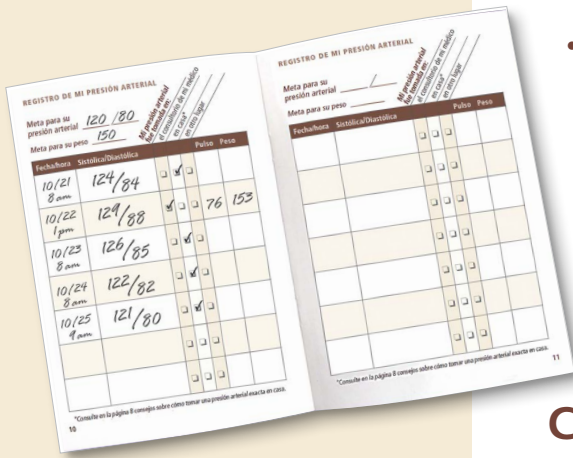 REGISTRO DE MI PRESIÓN ARTERIAL
Meta para su
presión arterial 120 /80
Meta para su peso 150
Mi presión arterial
fue tomada en:
el consultorio de mi médico
en casa*
en otro lugar
Fecha/hora Sistólica/Diastólica Pulso Peso
10/21
8 am 124/84
10/22
1 pm 129/88 76 153
10/23
8 am 126/85
10/24
8 am 122/82
10/25
9 am 121/80
*Consulte en la página 8 consejos sobre cómo tomar una presión arterial exacta en casa.
10
REGISTRO DE MI PRESIÓN ARTERIAL
Meta para su
presión arterial /
Meta para su peso
Mi presión arterial
fue tomada en:
el consultorio de mi médico
en casa*
en otro lugar
Fecha/hora Sistólica/Diastólica Pulso Peso
*Consulte en la página 8 consejos sobre cómo tomar una presión arterial exacta en casa.
11
C